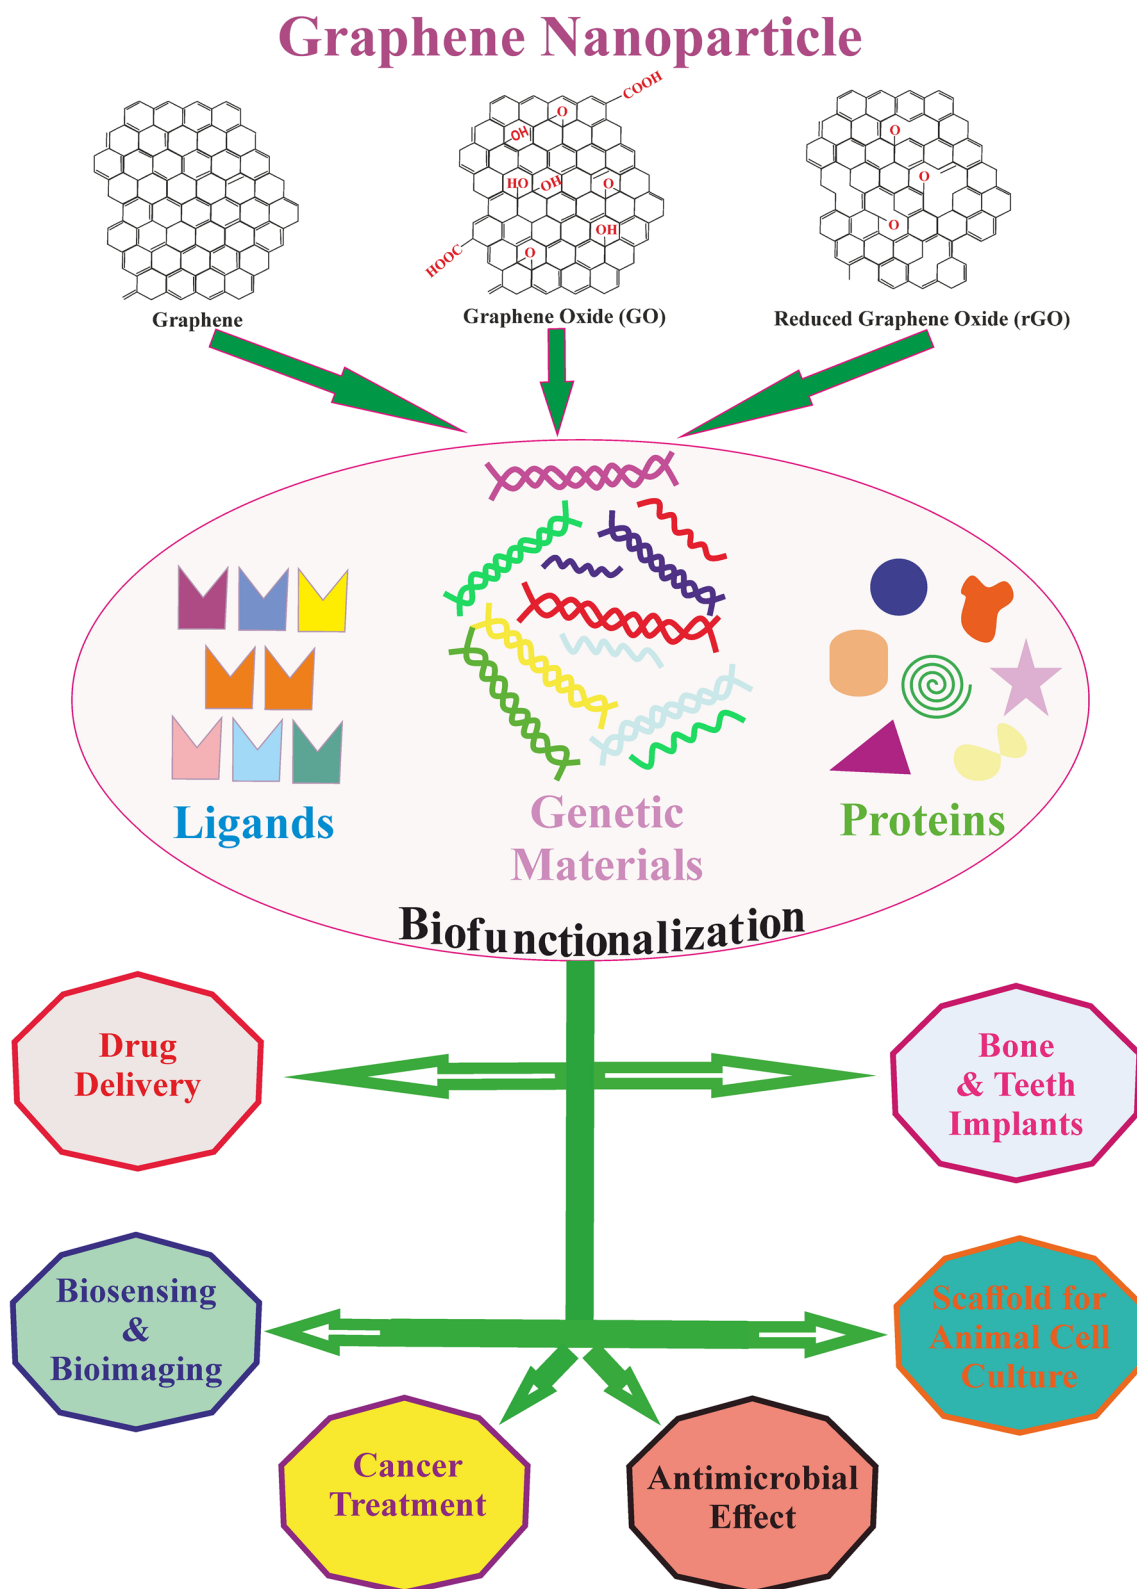 Graphene Nanoparticle
COOH
O
OH
HO
OH
O
OH
HOOC
O
O
O
O
Graphene
Graphene Oxide (GO)
Reduced Graphene Oxide (rGO)
Ligands
Genetic
Materials
Proteins
Biofunctionalization
Drug
Delivery
Bone
& Teeth
Implants
Biosensing
&
Bioimaging
Scaffold for
Animal Cell
Culture
Cancer
Treatment
Antimicrobial
Effect